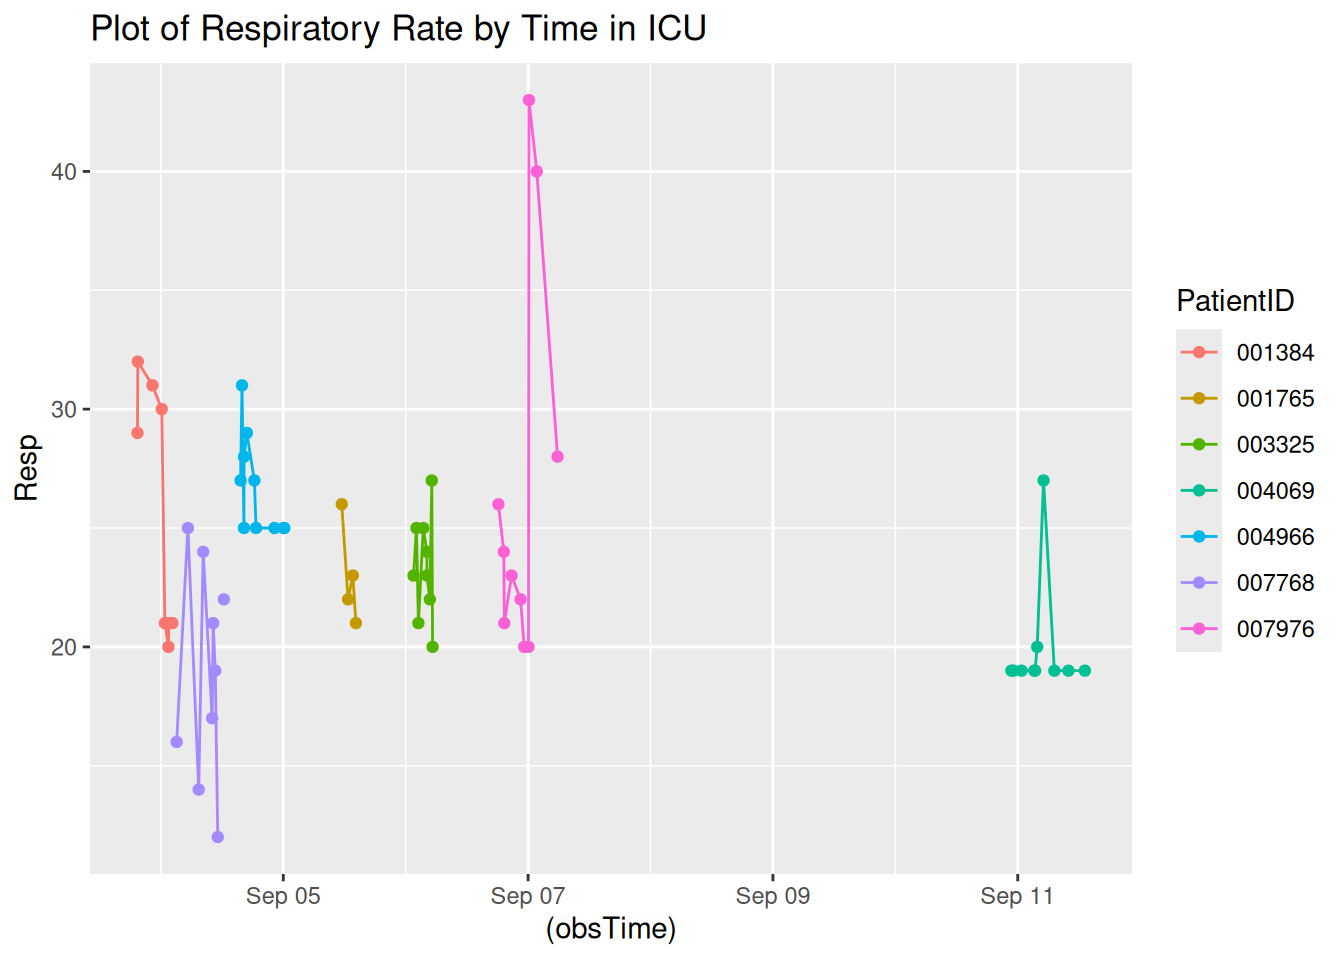 Plot of Respiratory Rate by Time in ICU
40
30
20
Resp
Sep 05
Sep 07
Sep 09
Sep 11
(obsTime)
PatientID
001384
001765
003325
004069
004966
007768
007976